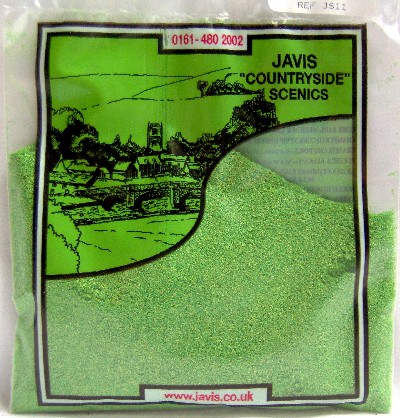 REF JS11
0161-480 2002
JAVIS
"COUNTRYSIDE"
SCENICS
www.javis.co.uk